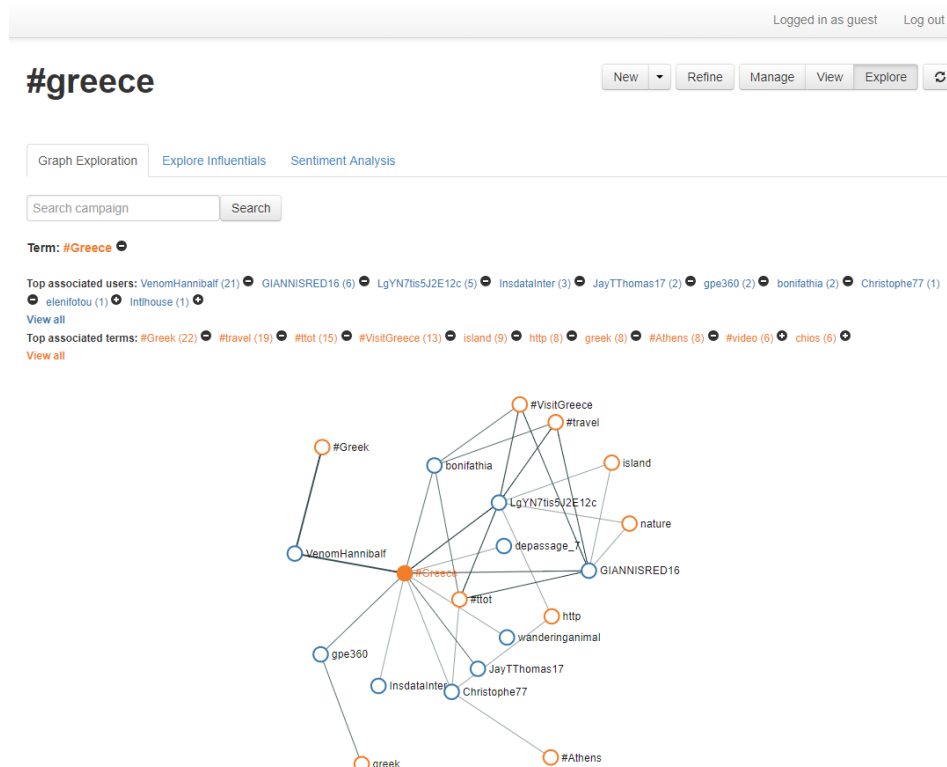 Logged in as guest Log out
#greece
New Refine Manage View Explore
Graph Exploration Explore Influentials Sentiment Analysis
Search campaign Search
Term: #Greece
Top associated users: VenomHannibalf (21) GIANNISRED16 (6) LgYN7tis5J2E12c (5) InsdataInter (3) JayTThomas17 (2) gpe360 (2) bonifathia (2) Christophe77 (1)
elenifotou (1) Intlhouse (1)
View all
Top associated terms: #Greek (22) #travel (19) #ttot (15) #VisitGreece (13) island (9) http (8) greek (8) #Athens (8) #video (6) chios (6)
View all
#VisitGreece
#travel
#Greek
bonifathia
island
LgYN7tis5J2E12c
nature
depassage_7
VenomHannibalf
GIANNISRED16
#Greece
#ttot
http
wanderinganimal
gpe360
JayTThomas17
InsdataInter
Christophe77
#Athens
greek